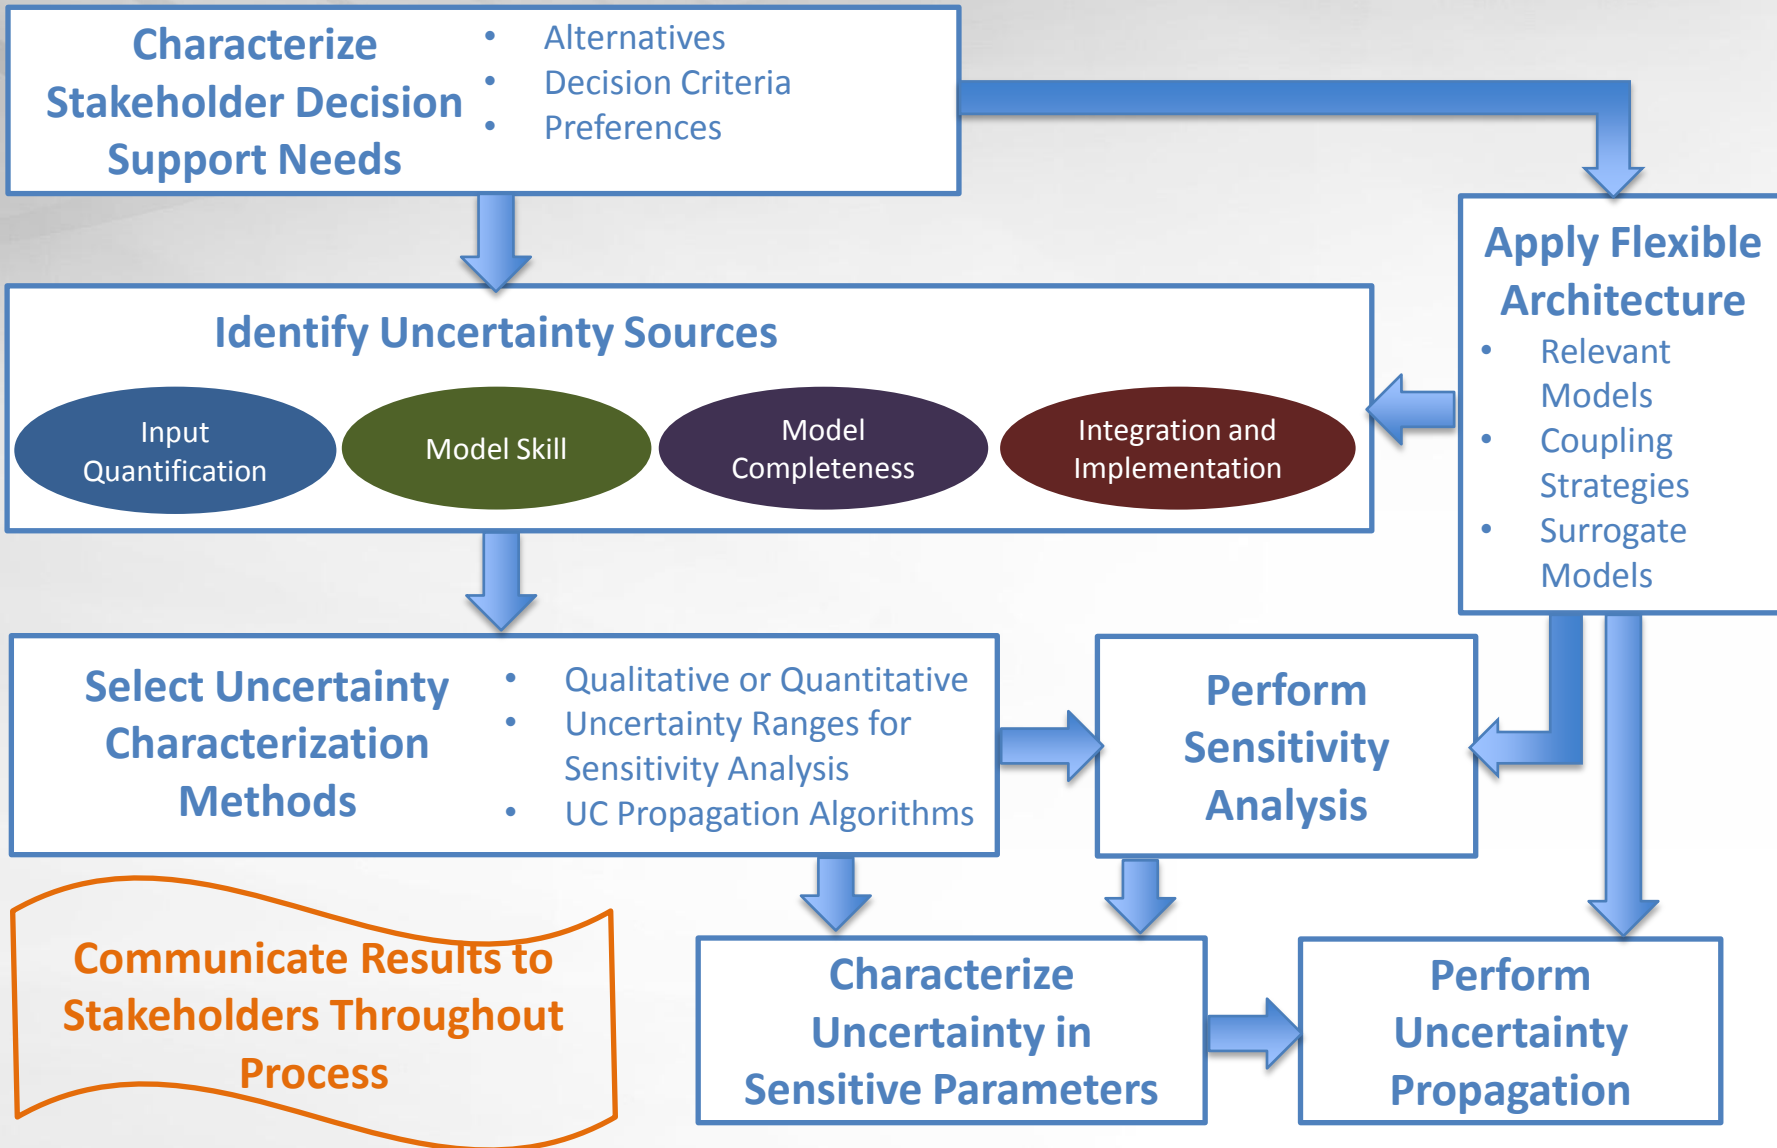 Characterize
Stakeholder Decision
Support Needs
• Alternatives
• Decision Criteria
• Preferences
Apply Flexible
Architecture
• Relevant
Models
• Coupling
Strategies
• Surrogate
Models
Identify Uncertainty Sources
Input
Quantification
Model Skill
Model
Completeness
Integration and
Implementation
Select Uncertainty
Characterization
Methods
• Qualitative or Quantitative
• Uncertainty Ranges for
Sensitivity Analysis
• UC Propagation Algorithms
Perform
Sensitivity
Analysis
Communicate Results to
Stakeholders Throughout
Process
Characterize
Uncertainty in
Sensitive Parameters
Perform
Uncertainty
Propagation